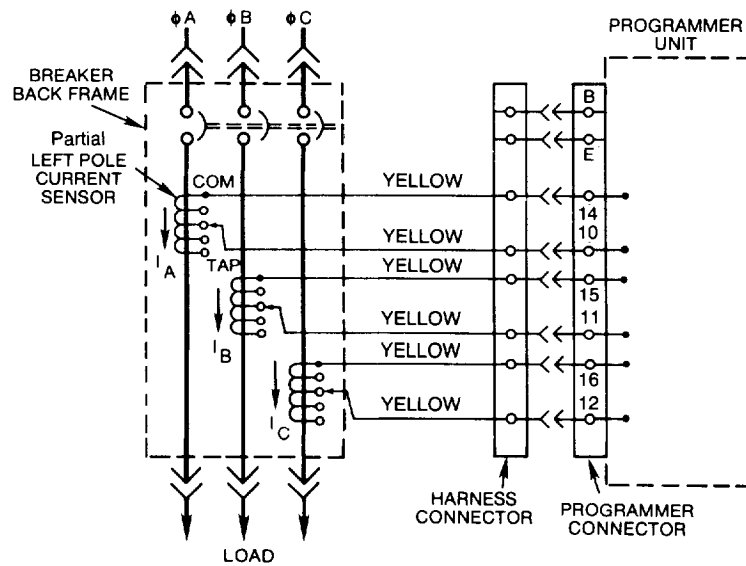 ϕA
ϕB
ϕC
PROGRAMMER
UNIT
BREAKER
BACK FRAME
Partial
LEFT POLE
CURRENT
SENSOR
COM
TAP
I A
I B
I C
YELLOW
YELLOW
YELLOW
YELLOW
YELLOW
YELLOW
B
E
14
10
15
11
16
12
HARNESS
CONNECTOR
PROGRAMMER
CONNECTOR
LOAD